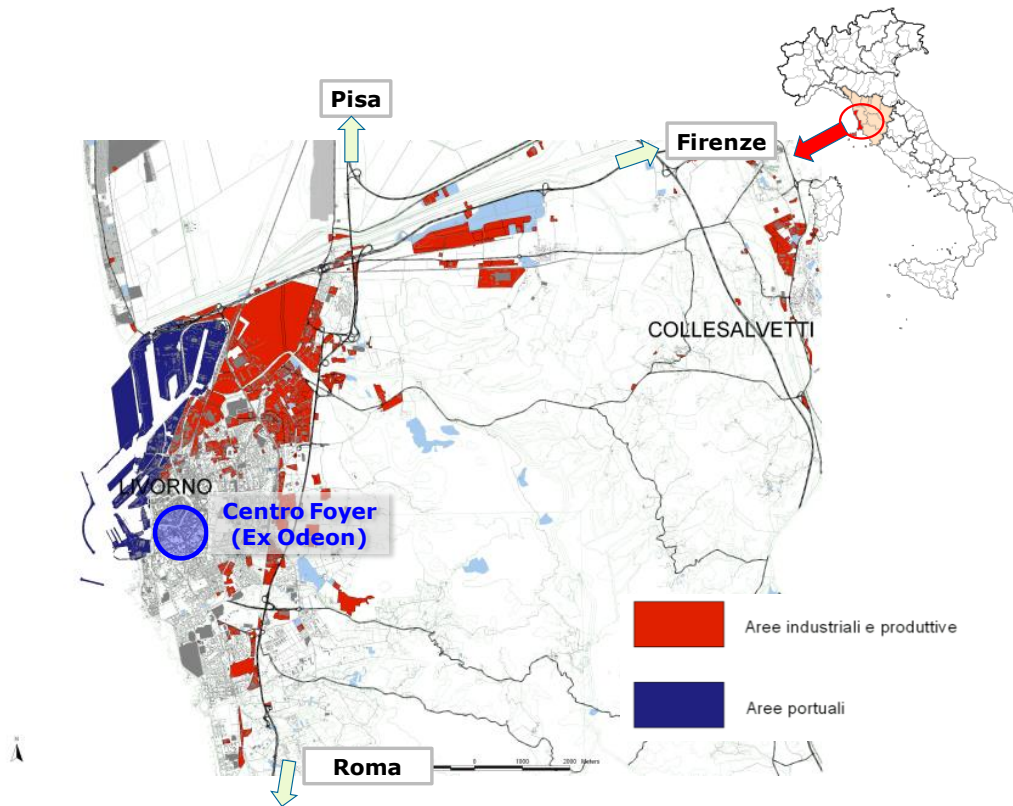 Pisa
Firenze
COLLESALVETTI
LIVORNO
Centro Foyer
(Ex Odeon)
Aree industriali e produttive
Aree portuali
N
Roma
0
1000
2000
Meters